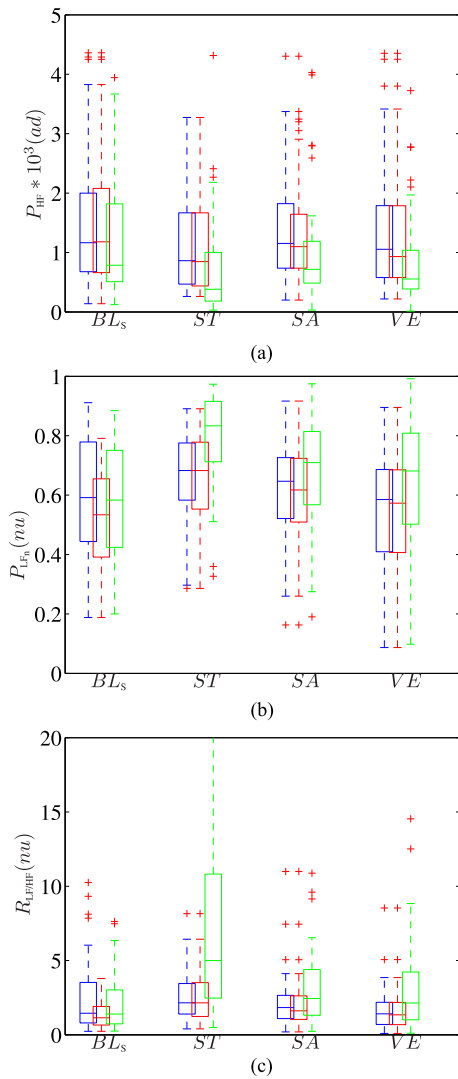 5
4
3
2
1
0
P_HF * 10^3 (ad)
BL_S ST SA VE
(a)
1
0.8
0.6
0.4
0.2
0
P_LFn (nu)
BL_S ST SA VE
(b)
20
15
10
5
0
R_LF/HF (nu)
BL_S ST SA VE
(c)